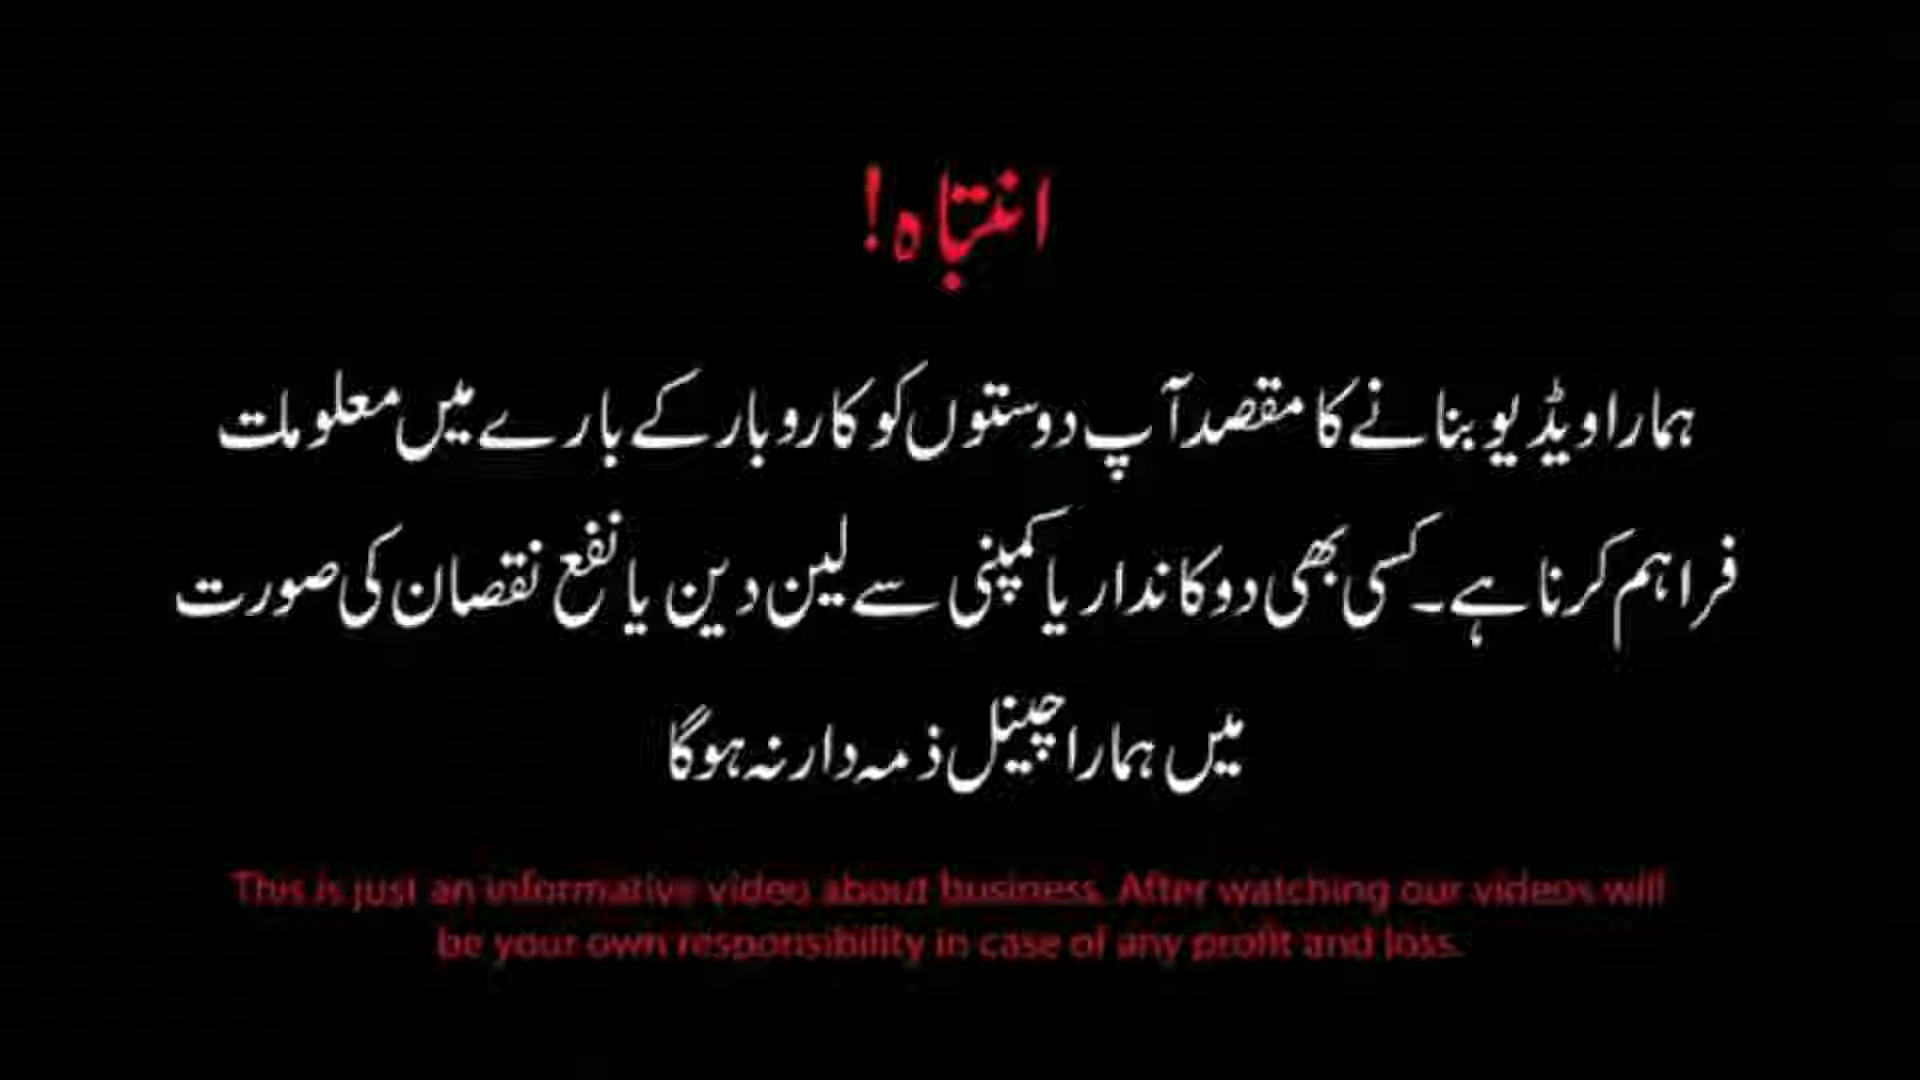 انتباہ!
ہمارا ویڈیو بنانے کا مقصد آپ دوستوں کو کاروبار کے بارے میں معلومات
فراہم کرنا ہے۔ کسی بھی دوکاندار یا کمپنی سے لین دین یا نفع نقصان کی صورت
میں ہمارا چینل ذمہ دار نہ ہوگا
This is just an informative video about business. After watching our videos will
be your own responsibility in case of any profit and loss.